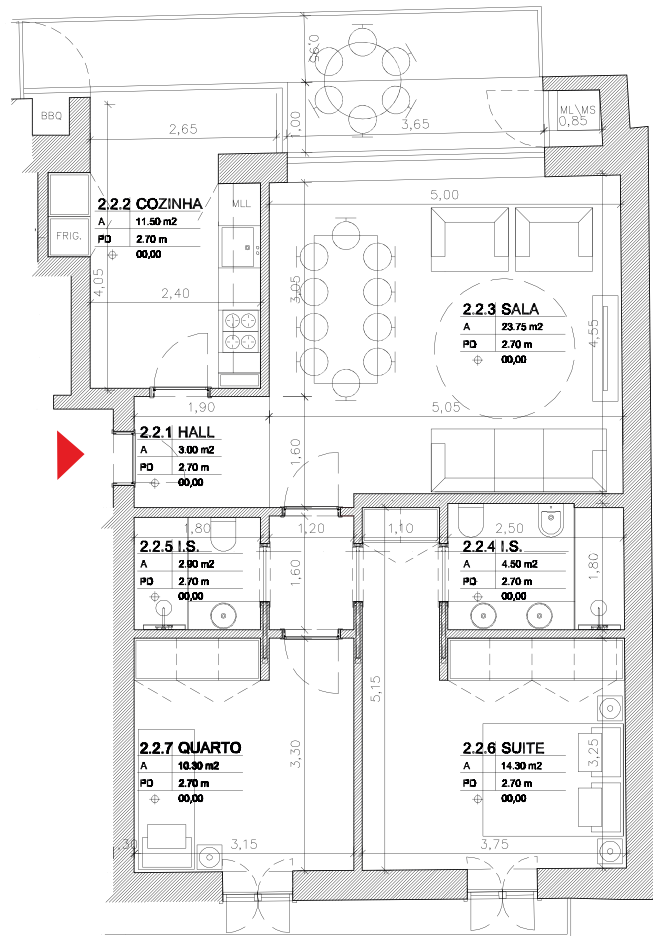 0,95
BBQ
2,65
1,00
3,65
ML\MS
0,85
2.2.2 COZINHA
A 11.50 m2
PD 2.70 m
00,00
MLL
FRIG.
4,05
2,40
5,00
3,05
2.2.3 SALA
A 23.75 m2
PD 2.70 m
00,00
4,55
1,90
5,05
2.2.1 HALL
A 3.00 m2
PD 2.70 m
00,00
1,60
1,80
1,20
1,10
2,50
2.2.5 I.S.
A 2.90 m2
PD 2.70 m
00,00
1,60
2.2.4 I.S.
A 4.50 m2
PD 2.70 m
00,00
1,80
5,15
2.2.7 QUARTO
A 10.30 m2
PD 2.70 m
00,00
3,30
2.2.6 SUITE
A 14.30 m2
PD 2.70 m
00,00
3,25
,30
3,15
3,75